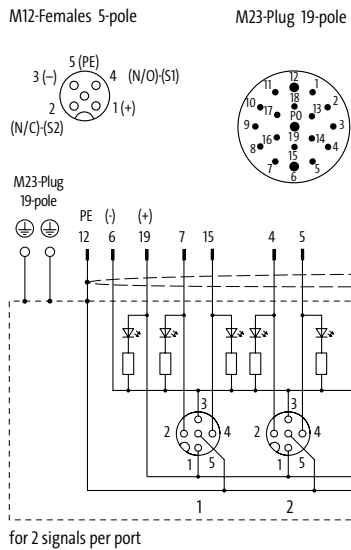 M12-Females 5-pole
M23-Plug 19-pole
5 (PE)
3 (–)
4 (N/O)-(S1)
2
1 (+)
(N/C)-(S2)
12
11
1
18
10
17
13
2
P0
9
3
19
16
14
8
4
15
7
5
6
M23-Plug
19-pole
PE (-) (+)
12 6 19 7 15 4 5
3 3
2 4 2 4
1 5 1 5
1 2
for 2 signals per port